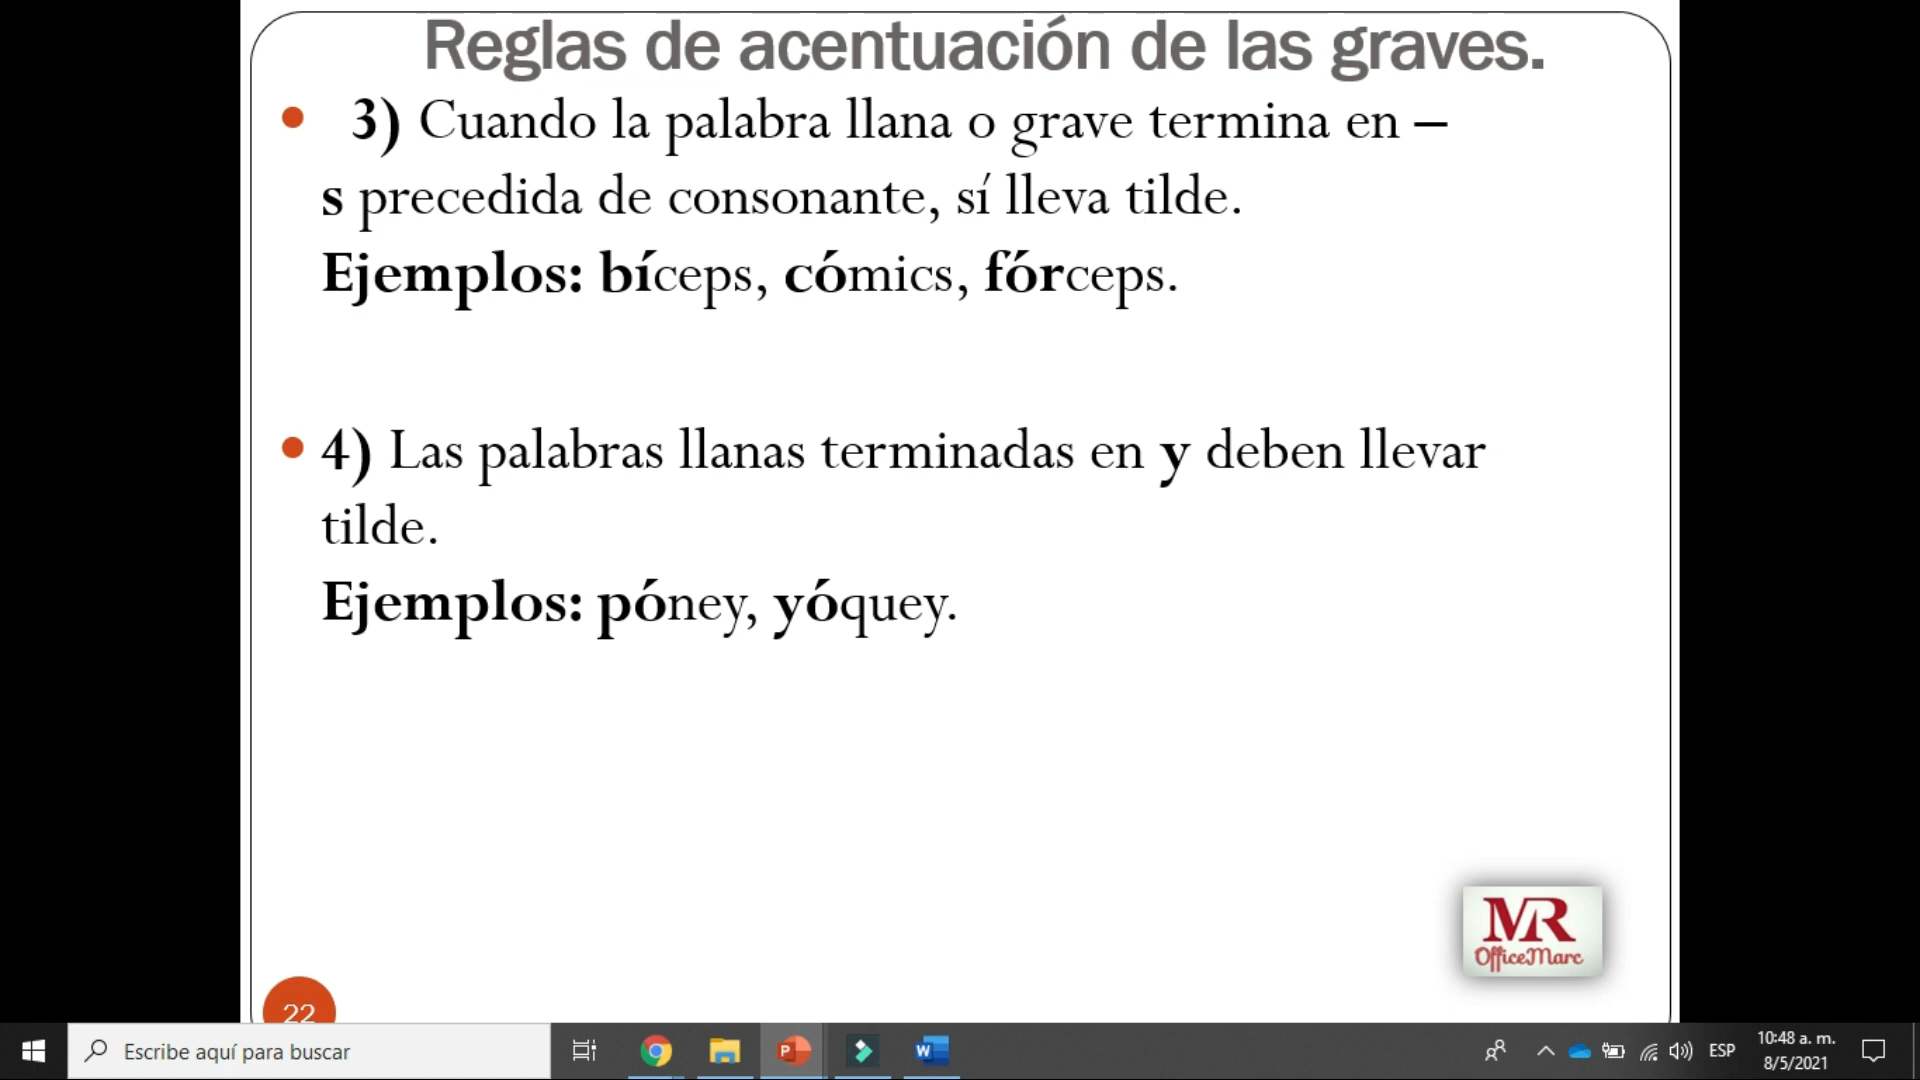 Reglas de acentuación de las graves.
3) Cuando la palabra llana o grave termina en –
s precedida de consonante, sí lleva tilde.
Ejemplos: bíceps, cómics, fórceps.
4) Las palabras llanas terminadas en y deben llevar
tilde.
Ejemplos: póney, yóquey.
MR
OfficeMarc
22
Escribe aquí para buscar
ESP
10:48 a. m.
8/5/2021